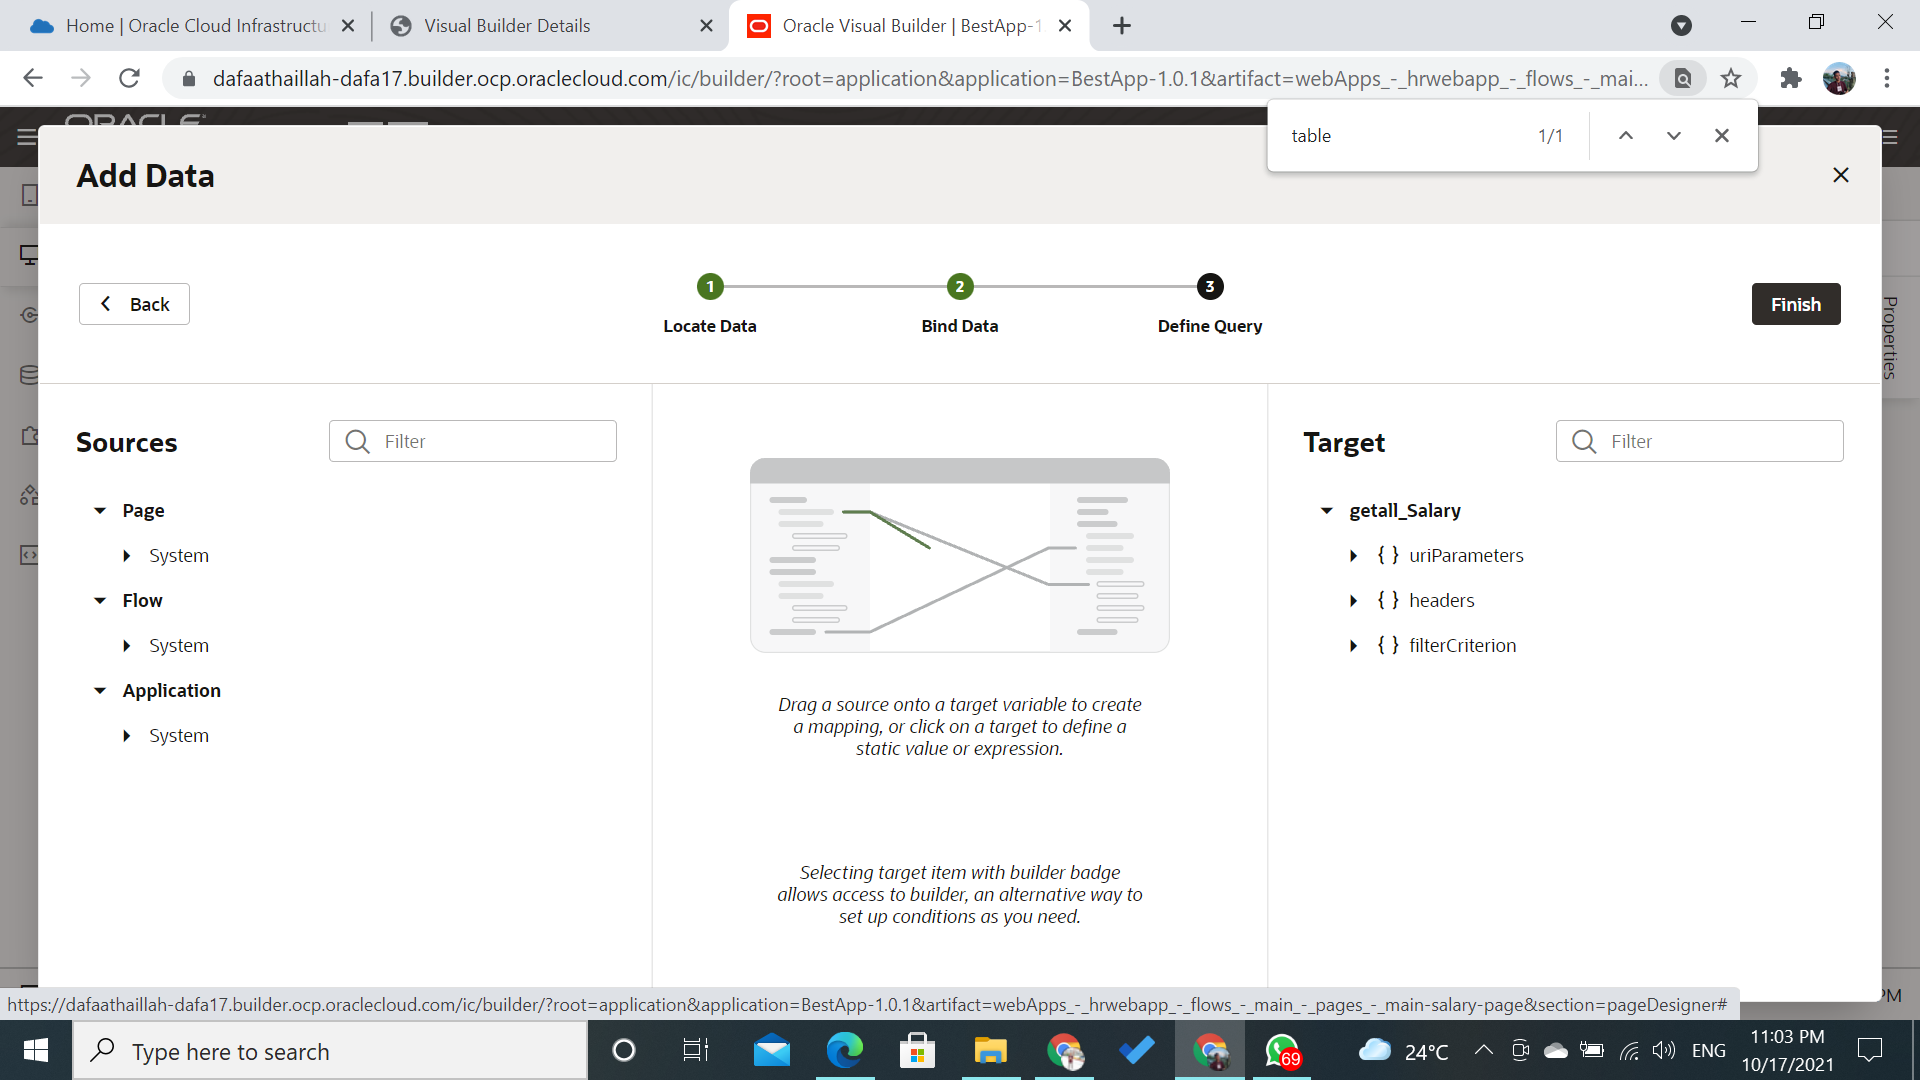 Home | Oracle Cloud Infrastructu
Visual Builder Details
Oracle Visual Builder | BestApp-1
dafaathaillah-dafa17.builder.ocp.oraclecloud.com/ic/builder/?root=application&application=BestApp-1.0.1&artifact=webApps_-_hrwebapp_-_flows_-_mai...
table 1/1
ORACLE
Add Data
Back
1
2
3
Locate Data
Bind Data
Define Query
Finish
Properties
Sources
Filter
Page
System
Flow
System
Application
System
Drag a source onto a target variable to create
a mapping, or click on a target to define a
static value or expression.
Selecting target item with builder badge
allows access to builder, an alternative way to
set up conditions as you need.
Target
Filter
getall_Salary
{ } uriParameters
{ } headers
{ } filterCriterion
https://dafaathaillah-dafa17.builder.ocp.oraclecloud.com/ic/builder/?root=application&application=BestApp-1.0.1&artifact=webApps_-_hrwebapp_-_flows_-_main_-_pages_-_main-salary-page&section=pageDesigner#
PM
Type here to search
69
24°C
ENG
11:03 PM
10/17/2021